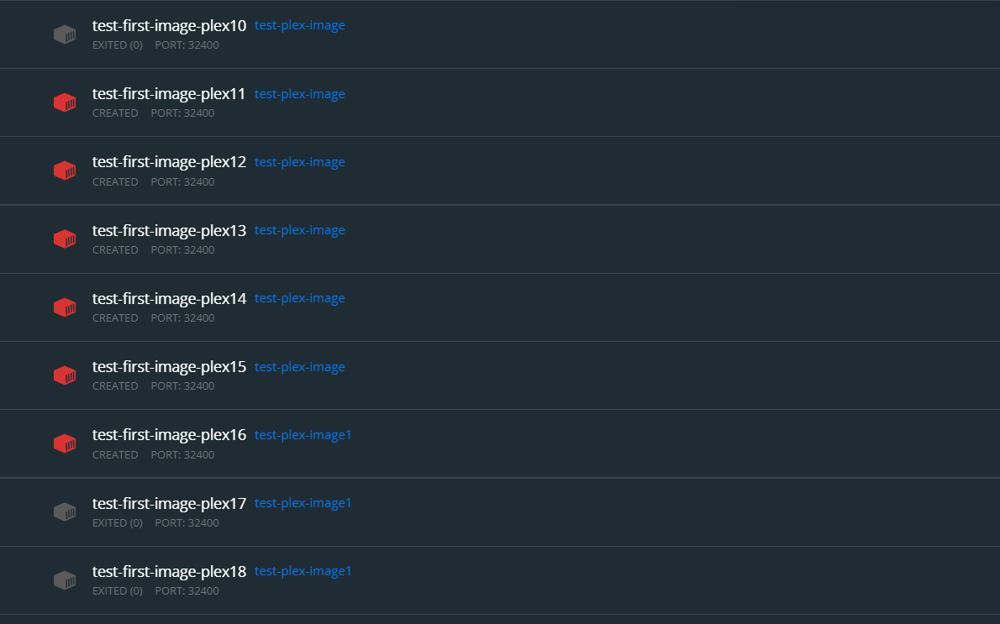 test-first-image-plex10 test-plex-image
EXITED (0) PORT: 32400
test-first-image-plex11 test-plex-image
CREATED PORT: 32400
test-first-image-plex12 test-plex-image
CREATED PORT: 32400
test-first-image-plex13 test-plex-image
CREATED PORT: 32400
test-first-image-plex14 test-plex-image
CREATED PORT: 32400
test-first-image-plex15 test-plex-image
CREATED PORT: 32400
test-first-image-plex16 test-plex-image1
CREATED PORT: 32400
test-first-image-plex17 test-plex-image1
EXITED (0) PORT: 32400
test-first-image-plex18 test-plex-image1
EXITED (0) PORT: 32400